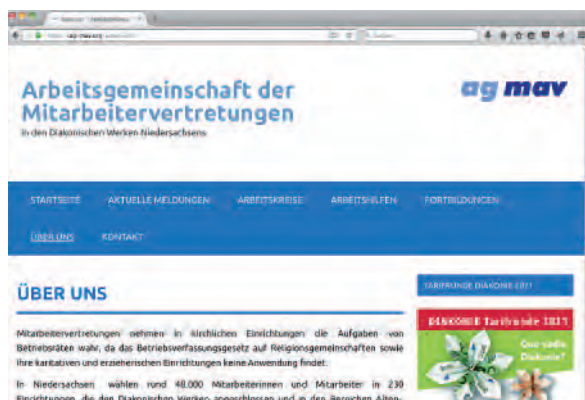 Arbeitsgemeinschaft der
Mitarbeitervertretungen
in den Diakonischen Werken Niedersachsens
ag mav
STARTSEITE AKTUELLE MELDUNGEN ARBEITSKREISE ARBEITSHILFEN FORTBILDUNGEN
ÜBER UNS KONTAKT
ÜBER UNS
Mitarbeitervertretungen nehmen in kirchlichen Einrichtungen die Aufgaben von
Betriebsräten wahr, da das Betriebsverfassungsgesetz auf Religionsgemeinschaften sowie
ihre karitativen und erzieherischen Einrichtungen keine Anwendung findet.
In Niedersachsen wählen rund 48.000 Mitarbeiterinnen und Mitarbeiter in 230
Einrichtungen, die den Diakonischen Werken angeschlossen und in den Bereichen Alten-
TARIFRUNDE DIAKONIE
DIAKONIE Tarifrunde
Quo vadis
Diakonie?